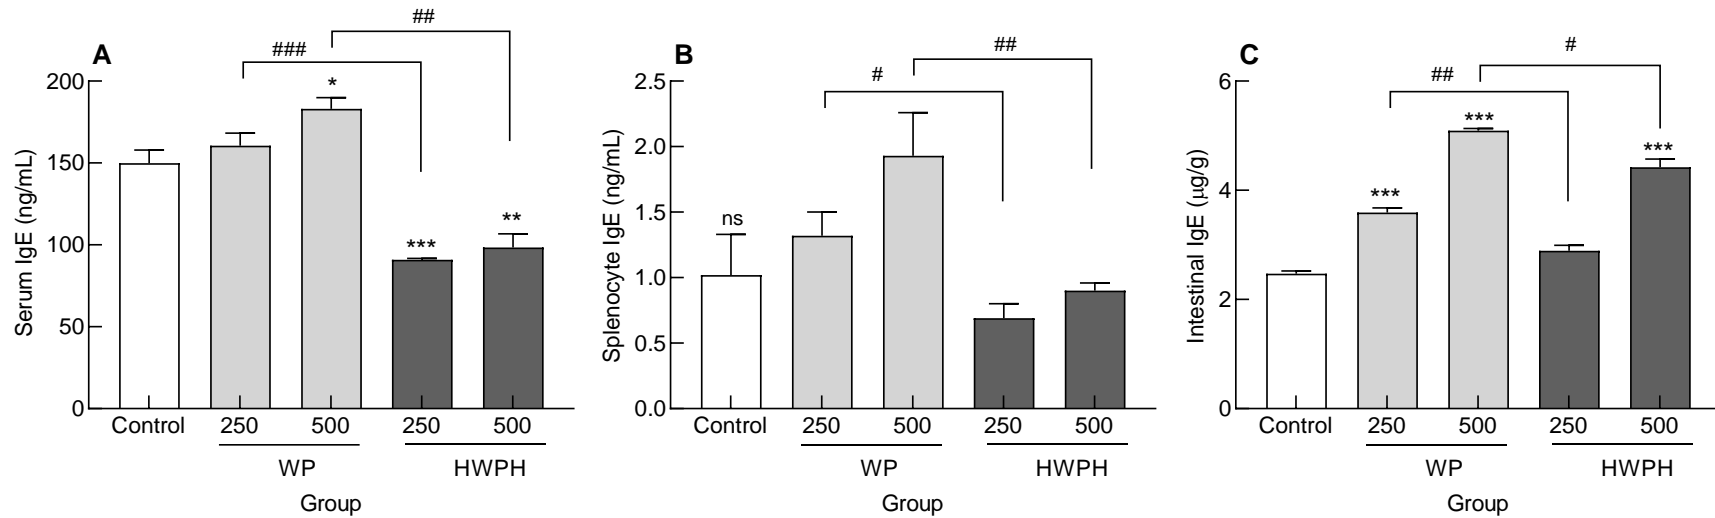 A
Serum IgE (ng/mL)
200
150
100
50
0
###
##
*
***
**
Control 250 500 250 500
WP HWPH
Group
B
Splenocyte IgE (ng/mL)
2.5
2.0
1.5
1.0
0.5
0.0
#
##
ns
Control 250 500 250 500
WP HWPH
Group
C
Intestinal IgE (μg/g)
6
4
2
0
##
#
***
***
***
Control 250 500 250 500
WP HWPH
Group